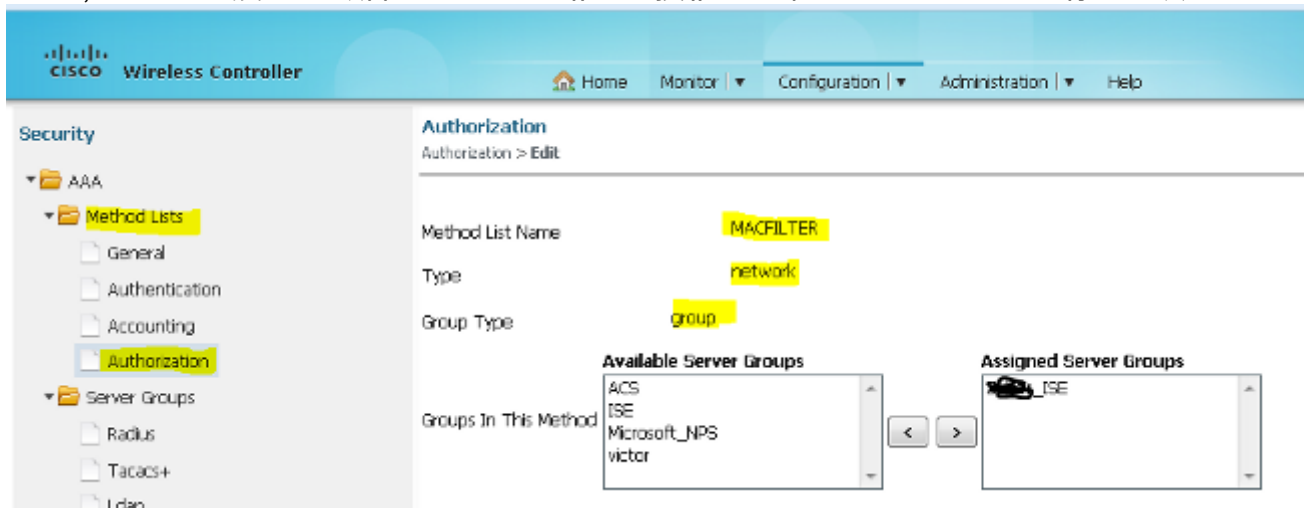 CISCO Wireless Controller
Home Monitor Configuration Administration Help
Security
AAA
Method Lists
General
Authentication
Accounting
Authorization
Server Groups
Radius
Tacacs+
Authorization
Authorization > Edit
Method List Name MACFILTER
Type network
Group Type group
Available Server Groups Assigned Server Groups
Groups In This Method
ACS
ISE
Microsoft_NPS
victor
< >
_ISE